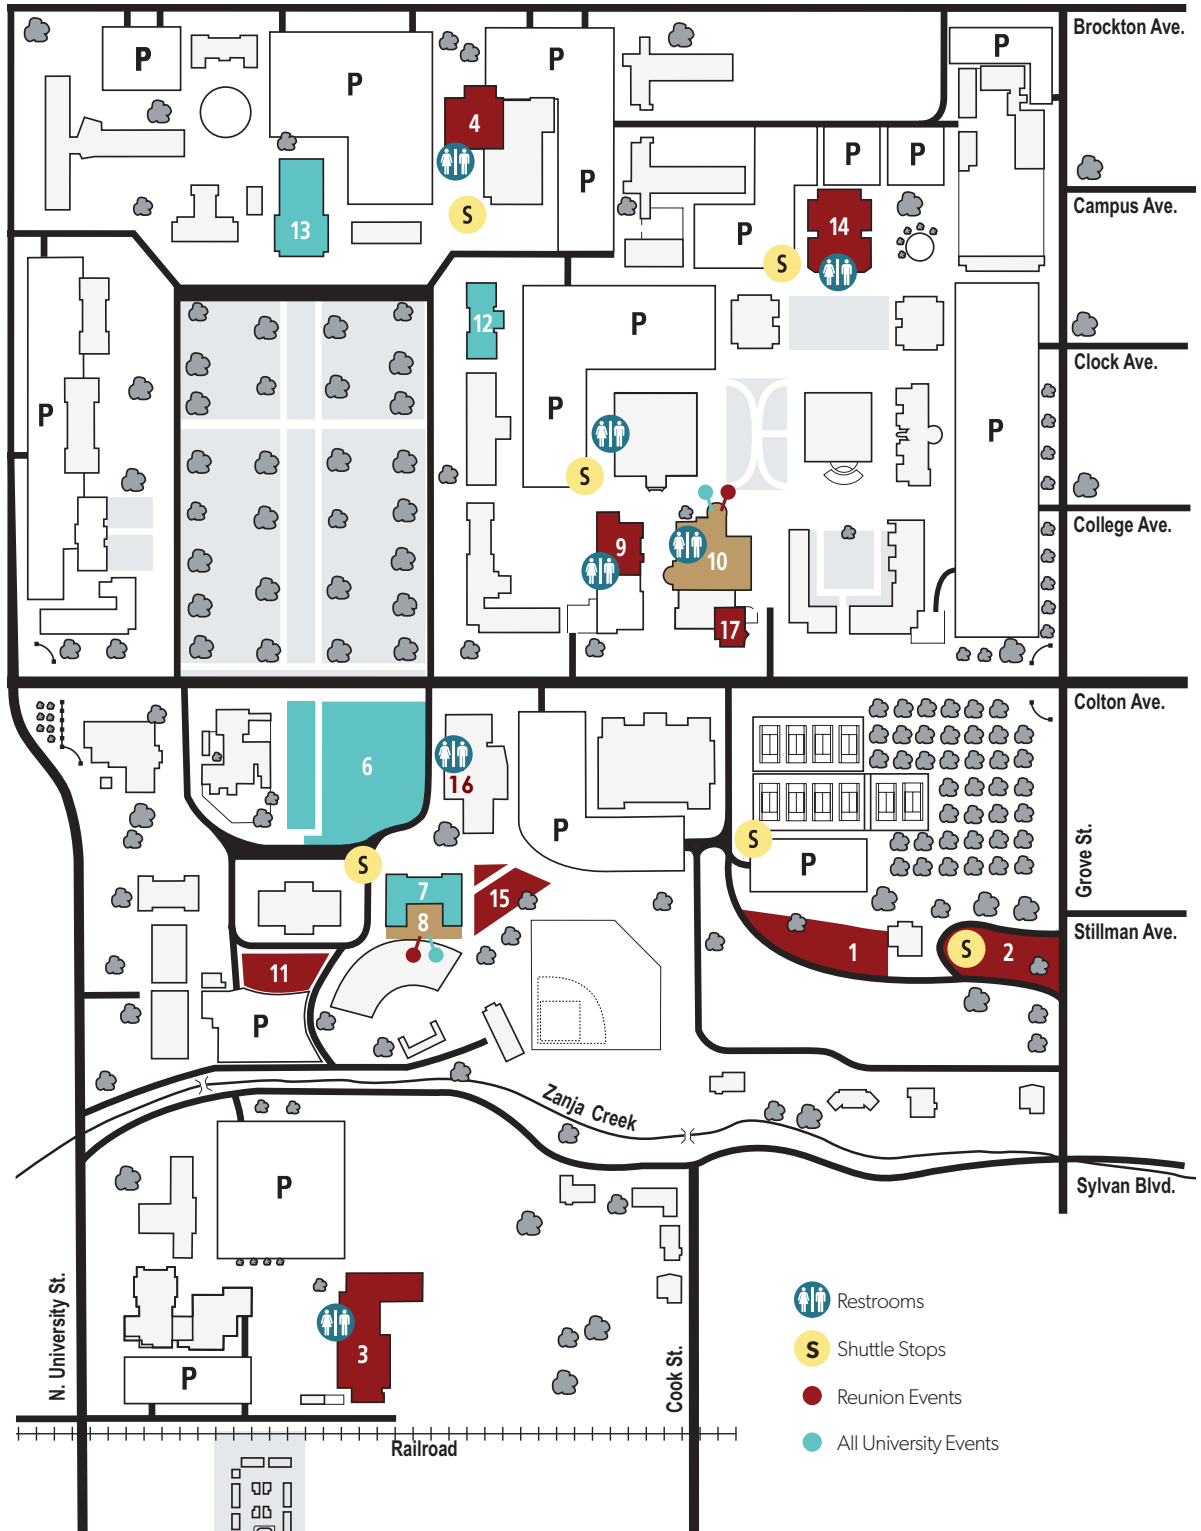 Brockton Ave.
P
P
P
P
4
P
P
P
P
Campus Ave.
S
13
14
P
S
12
P
Clock Ave.
P
P
P
S
College Ave.
9
10
17
Colton Ave.
6
16
P
S
S
P
Grove St.
7
15
8
Stillman Ave.
1
S
2
11
P
Zanja Creek
P
Sylvan Blvd.
N. University St.
Restrooms
S
Shuttle Stops
3
P
Cook St.
Reunion Events
All University Events
Railroad